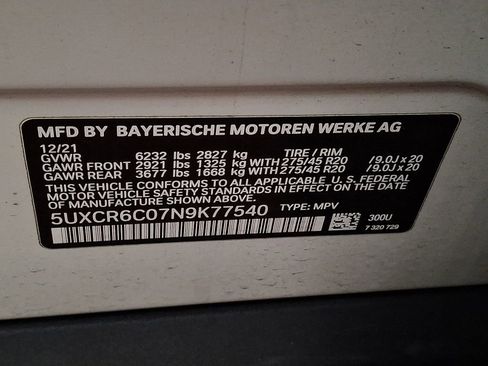 MFD BY BAYERISCHE MOTOREN WERKE AG
12/21
GVWR 6232 lbs 2827 kg TIRE / RIM
GAWR FRONT 2921 lbs 1325 kg WITH 275/45 R20 /9.0J x 20
GAWR REAR 3677 lbs 1668 kg WITH 275/45 R20 /9.0J x 20
THIS VEHICLE CONFORMS TO ALL APPLICABLE U.S. FEDERAL
MOTOR VEHICLE SAFETY STANDARDS IN EFFECT ON THE DATE OF
MANUFACTURE SHOWN ABOVE.
5UXCR6C07N9K77540 TYPE: MPV
300U
7 320 729